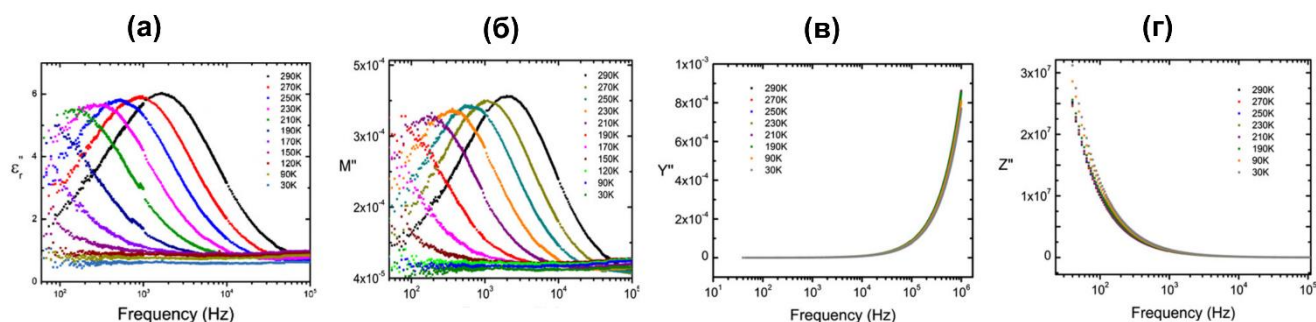 (а)
6
4
2
0
ε''r
10²
10³
10⁴
10⁵
Frequency (Hz)
290K
270K
250K
230K
210K
190K
170K
150K
120K
90K
30K
(б)
5x10⁻⁴
3x10⁻⁴
2x10⁻⁴
4x10⁻⁵
M''
10²
10³
10⁴
10⁵
Frequency (Hz)
290K
270K
250K
230K
210K
190K
170K
150K
120K
90K
30K
(в)
1x10⁻³
8x10⁻⁴
6x10⁻⁴
4x10⁻⁴
2x10⁻⁴
0
Y''
10¹
10²
10³
10⁴
10⁵
10⁶
Frequency (Hz)
290K
270K
250K
230K
210K
190K
90K
30K
(г)
3x10⁷
2x10⁷
1x10⁷
0
Z''
10²
10³
10⁴
10⁵
Frequency (Hz)
290K
270K
250K
230K
210K
190K
90K
30K